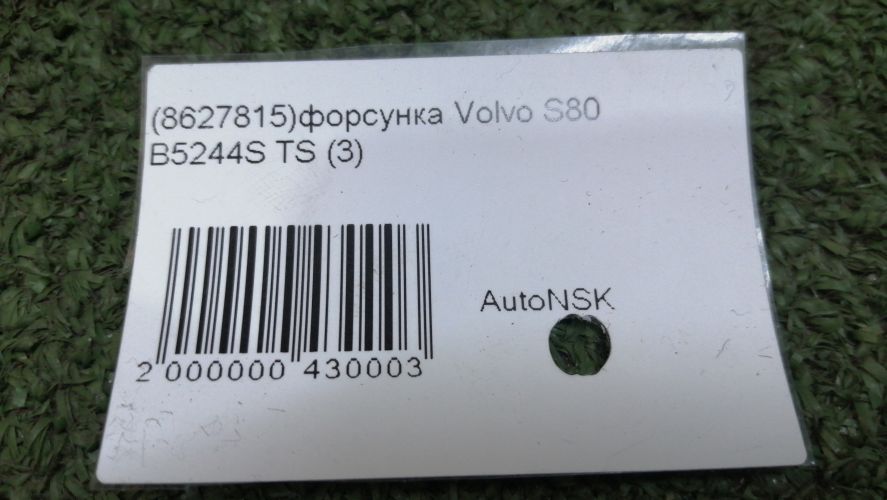 (8627815)форсунка Volvo S80
B5244S TS (3)
AutoNSK
2 000000 430003